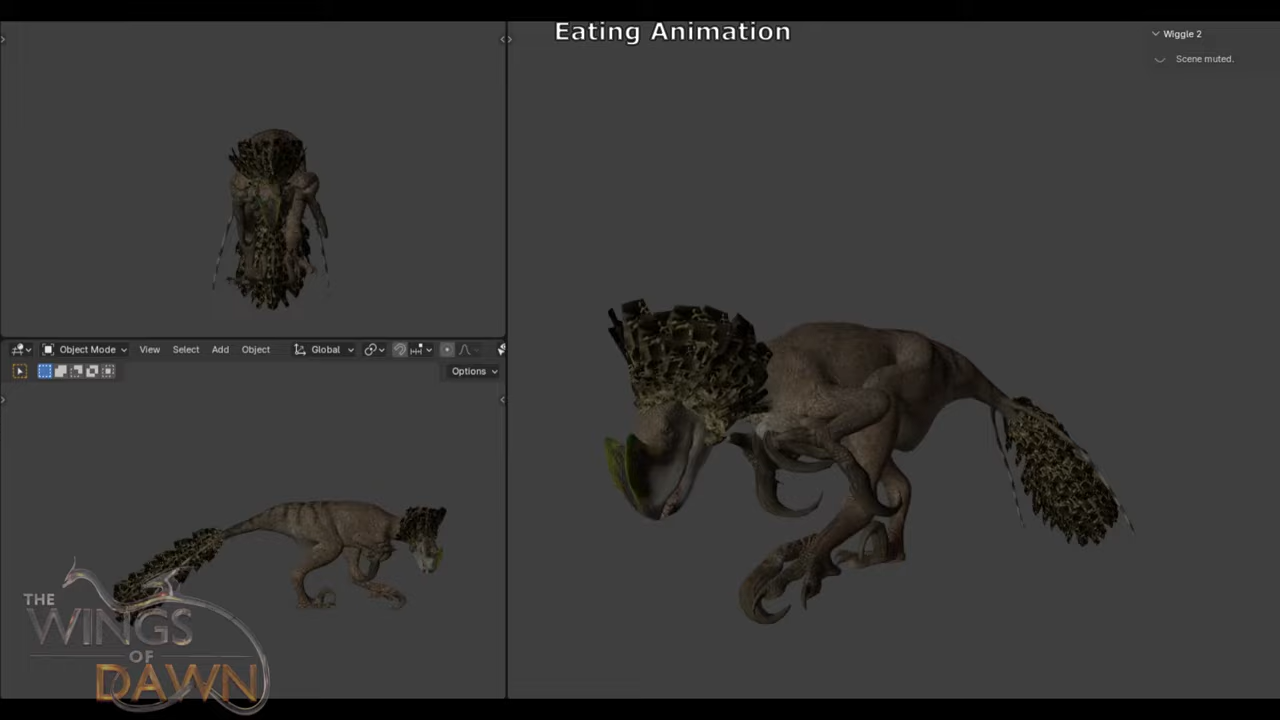 Eating Animation
Wiggle 2
Scene muted.
Object Mode View Select Add Object Global
Options
THE
WINGS
OF
DAWN